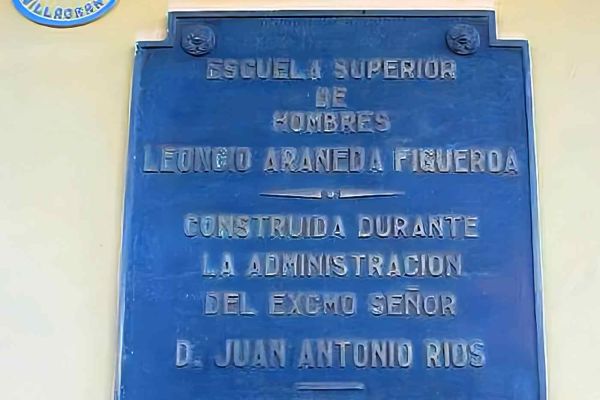 VILLAGRAN
ESCUELA SUPERIOR
DE
HOMBRES
LEONCIO ARANEDA FIGUEROA
CONSTRUIDA DURANTE
LA ADMINISTRACION
DEL EXCMO SEÑOR
D. JUAN ANTONIO RIOS